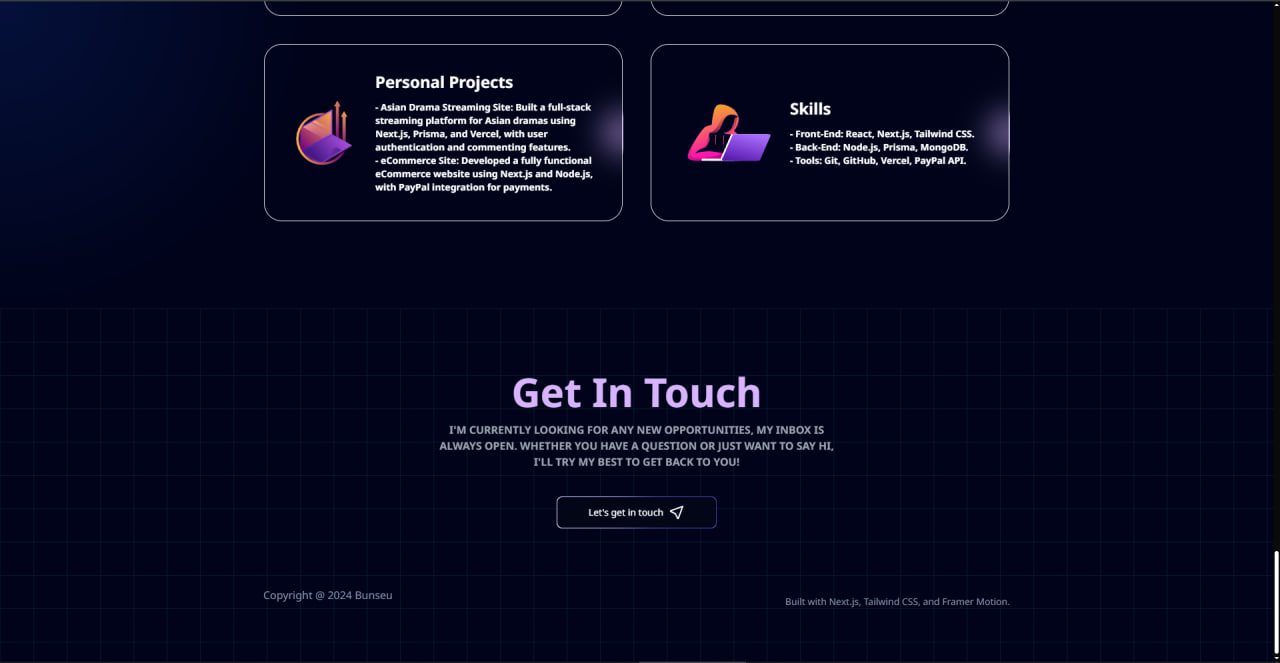 Personal Projects
- Asian Drama Streaming Site: Built a full-stack
streaming platform for Asian dramas using
Next.js, Prisma, and Vercel, with user
authentication and commenting features.
- eCommerce Site: Developed a fully functional
eCommerce website using Next.js and Node.js,
with PayPal integration for payments.
Skills
- Front-End: React, Next.js, Tailwind CSS.
- Back-End: Node.js, Prisma, MongoDB.
- Tools: Git, GitHub, Vercel, PayPal API.
Get In Touch
I'M CURRENTLY LOOKING FOR ANY NEW OPPORTUNITIES, MY INBOX IS
ALWAYS OPEN. WHETHER YOU HAVE A QUESTION OR JUST WANT TO SAY HI,
I'LL TRY MY BEST TO GET BACK TO YOU!
Let's get in touch
Copyright @ 2024 Bunseu
Built with Next.js, Tailwind CSS, and Framer Motion.